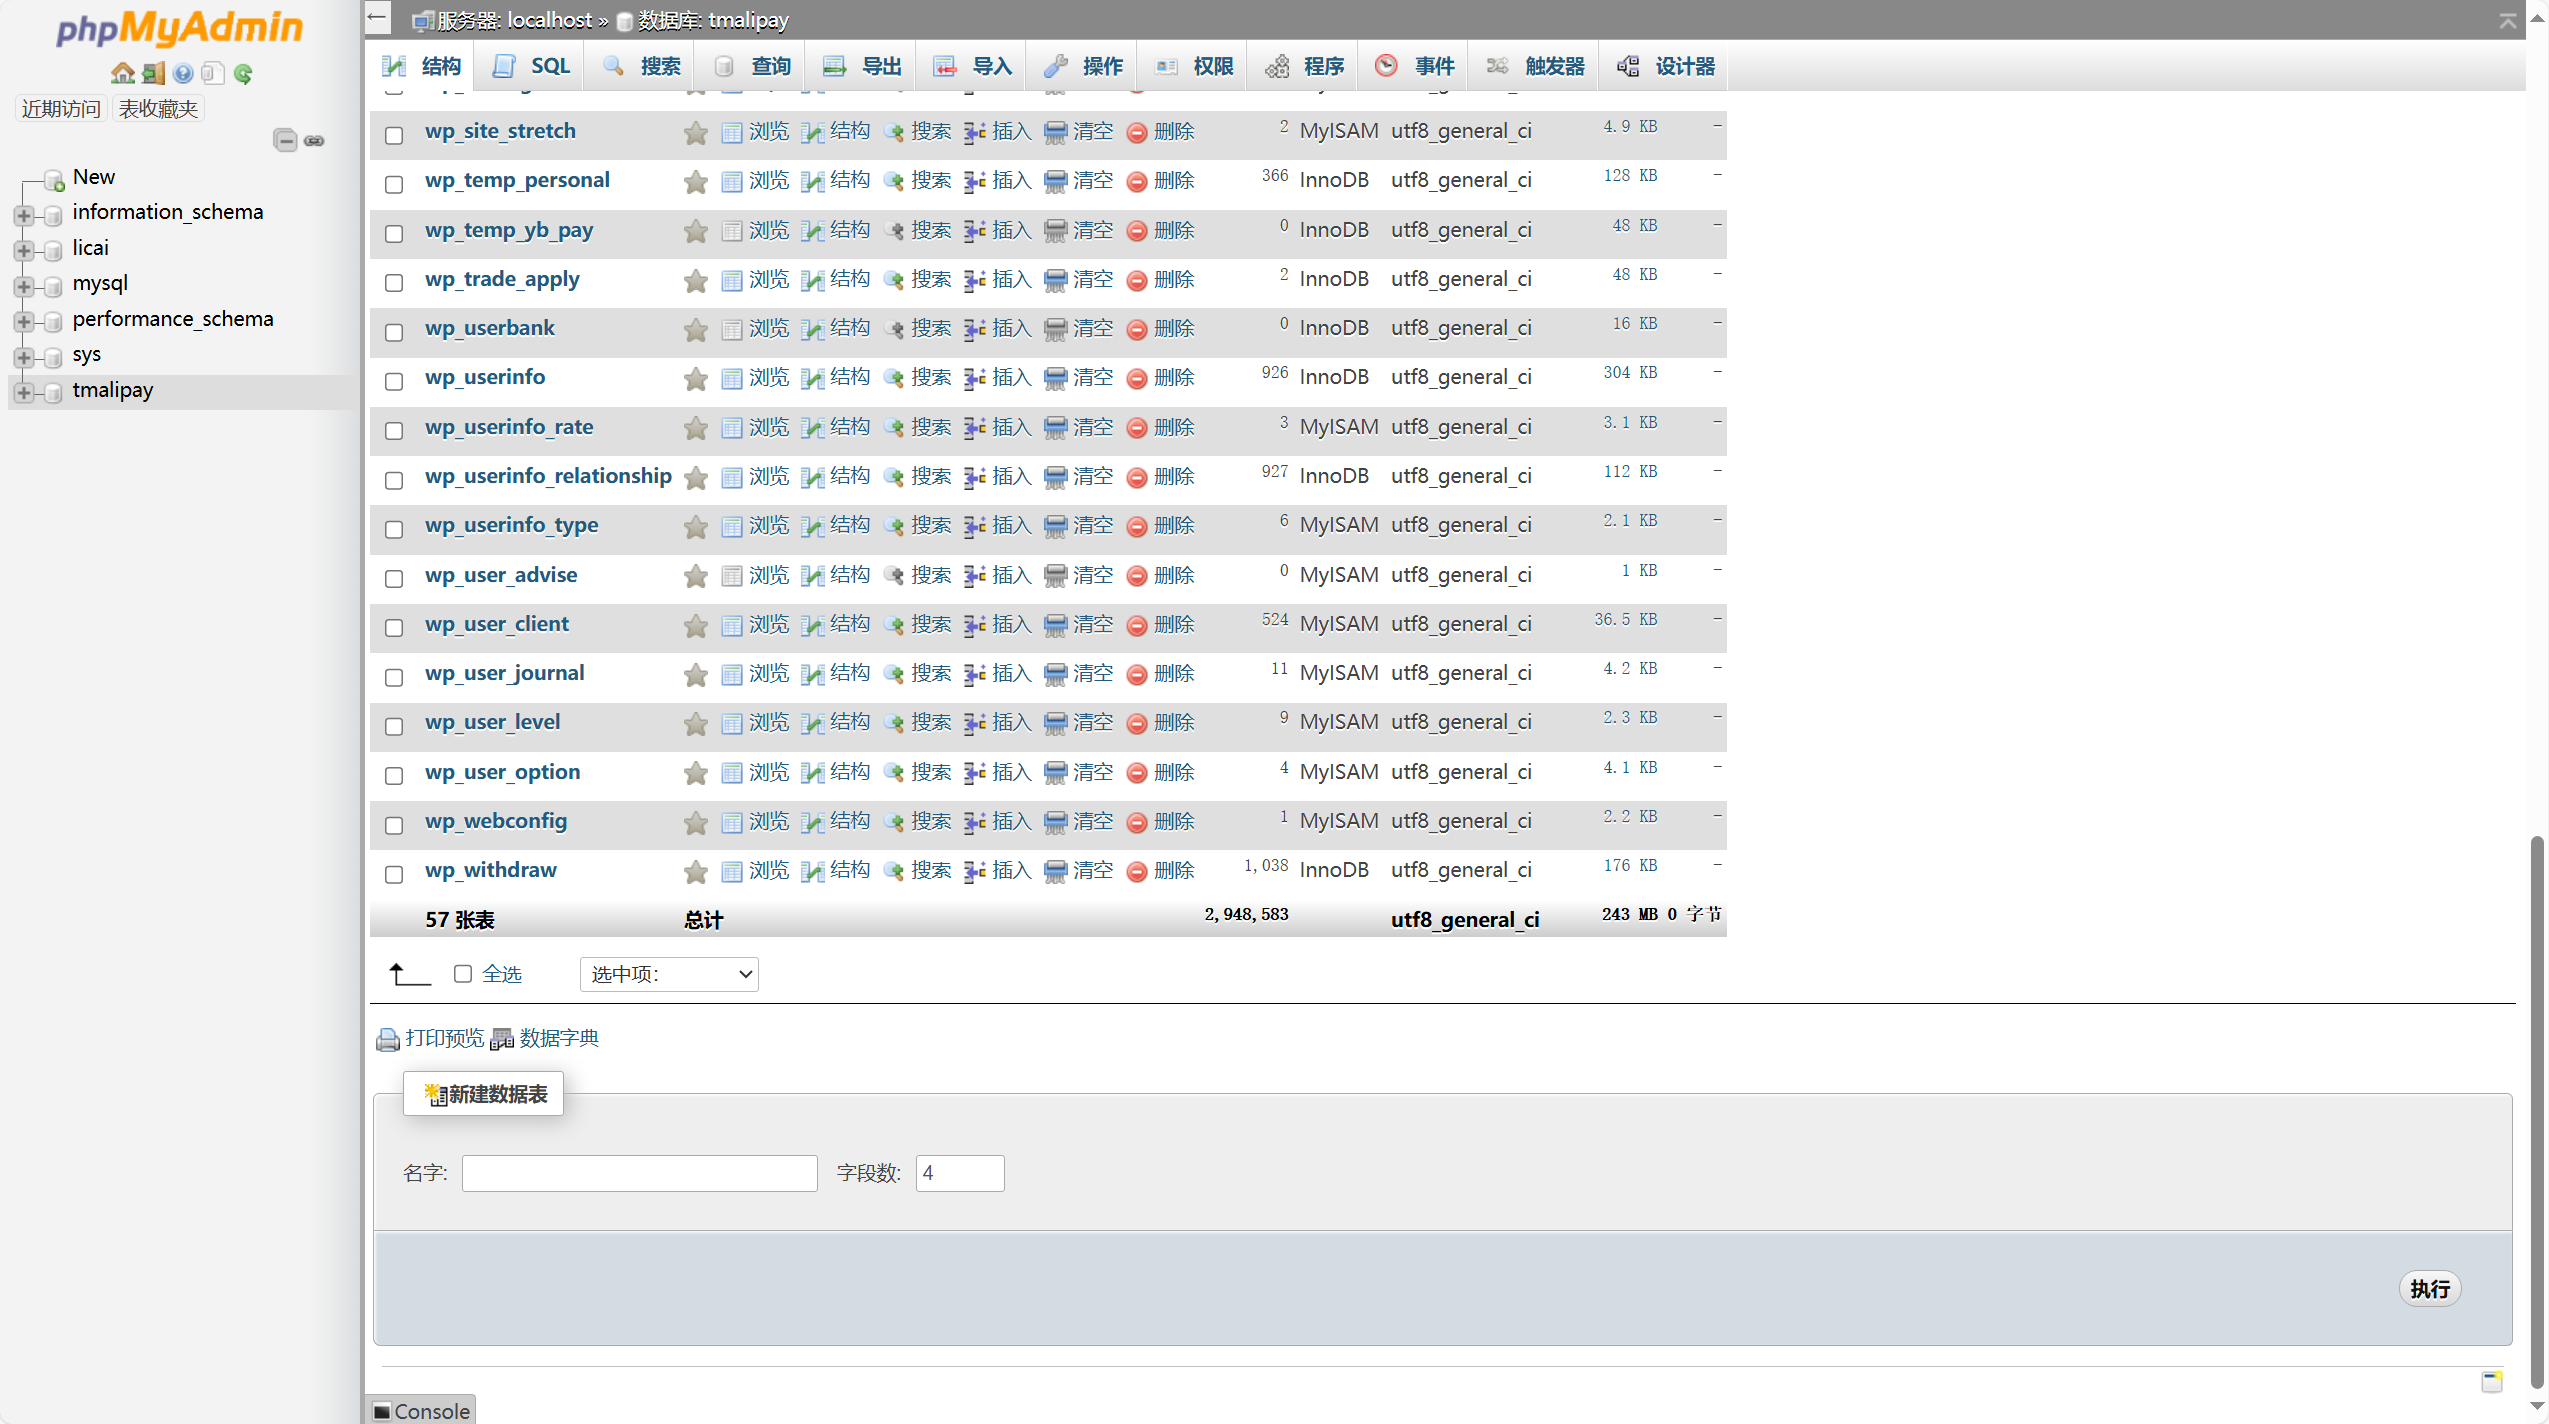 phpMyAdmin
近期访问 表收藏夹
New
information_schema
licai
mysql
performance_schema
sys
tmalipay
服务器: localhost » 数据库: tmalipay
结构 SQL 搜索 查询 导出 导入 操作 权限 程序 事件 触发器 设计器
wp_site_stretch 浏览 结构 搜索 插入 清空 删除 2 MyISAM utf8_general_ci 4.9 KB -
wp_temp_personal 浏览 结构 搜索 插入 清空 删除 366 InnoDB utf8_general_ci 128 KB -
wp_temp_yb_pay 浏览 结构 搜索 插入 清空 删除 0 InnoDB utf8_general_ci 48 KB -
wp_trade_apply 浏览 结构 搜索 插入 清空 删除 2 InnoDB utf8_general_ci 48 KB -
wp_userbank 浏览 结构 搜索 插入 清空 删除 0 InnoDB utf8_general_ci 16 KB -
wp_userinfo 浏览 结构 搜索 插入 清空 删除 926 InnoDB utf8_general_ci 304 KB -
wp_userinfo_rate 浏览 结构 搜索 插入 清空 删除 3 MyISAM utf8_general_ci 3.1 KB -
wp_userinfo_relationship 浏览 结构 搜索 插入 清空 删除 927 InnoDB utf8_general_ci 112 KB -
wp_userinfo_type 浏览 结构 搜索 插入 清空 删除 6 MyISAM utf8_general_ci 2.1 KB -
wp_user_advise 浏览 结构 搜索 插入 清空 删除 0 MyISAM utf8_general_ci 1 KB -
wp_user_client 浏览 结构 搜索 插入 清空 删除 524 MyISAM utf8_general_ci 36.5 KB -
wp_user_journal 浏览 结构 搜索 插入 清空 删除 11 MyISAM utf8_general_ci 4.2 KB -
wp_user_level 浏览 结构 搜索 插入 清空 删除 9 MyISAM utf8_general_ci 2.3 KB -
wp_user_option 浏览 结构 搜索 插入 清空 删除 4 MyISAM utf8_general_ci 4.1 KB -
wp_webconfig 浏览 结构 搜索 插入 清空 删除 1 MyISAM utf8_general_ci 2.2 KB -
wp_withdraw 浏览 结构 搜索 插入 清空 删除 1,038 InnoDB utf8_general_ci 176 KB -
57 张表 总计 2,948,583 utf8_general_ci 243 MB 0 字节
全选 选中项:
打印预览 数据字典
新建数据表
名字: 字段数: 4
执行
Console